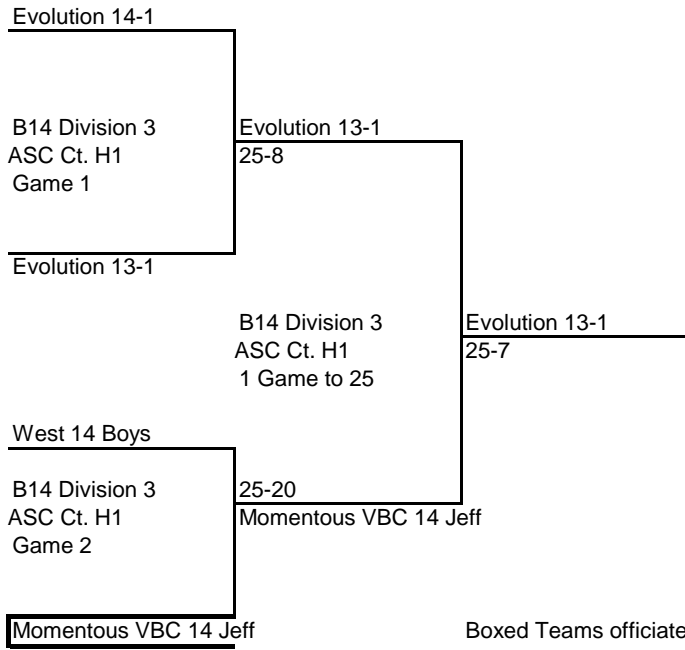 Evolution 14-1
B14 Division 3
ASC Ct. H1
Game 1
Evolution 13-1
25-8
Evolution 13-1
B14 Division 3
ASC Ct. H1
1 Game to 25
Evolution 13-1
25-7
West 14 Boys
B14 Division 3
ASC Ct. H1
Game 2
25-20
Momentous VBC 14 Jeff
Momentous VBC 14 Jeff
Boxed Teams officiate